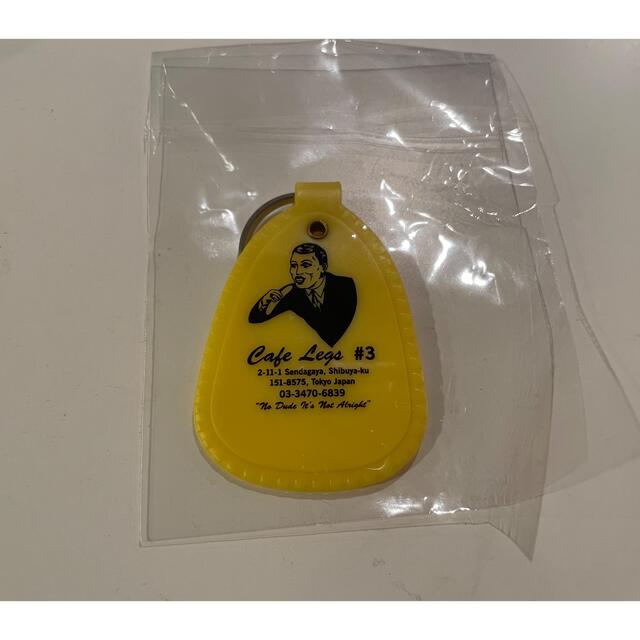 Cafe Legs #3
2-11-1 Sendagaya, Shibuya-ku
151-8575, Tokyo Japan
03-3470-6839
"No Dude It's Not Alright"